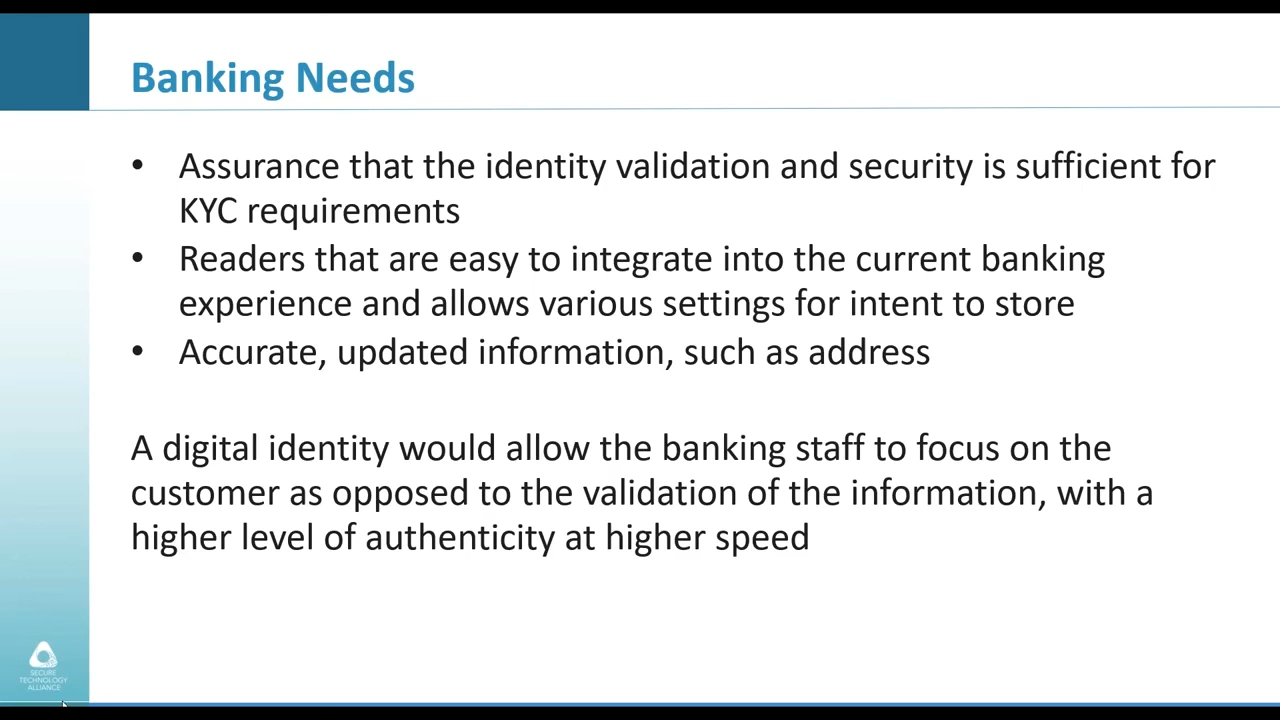 Banking Needs
• Assurance that the identity validation and security is sufficient for
KYC requirements
• Readers that are easy to integrate into the current banking
experience and allows various settings for intent to store
• Accurate, updated information, such as address
A digital identity would allow the banking staff to focus on the
customer as opposed to the validation of the information, with a
higher level of authenticity at higher speed
SECURE
TECHNOLOGY
ALLIANCE